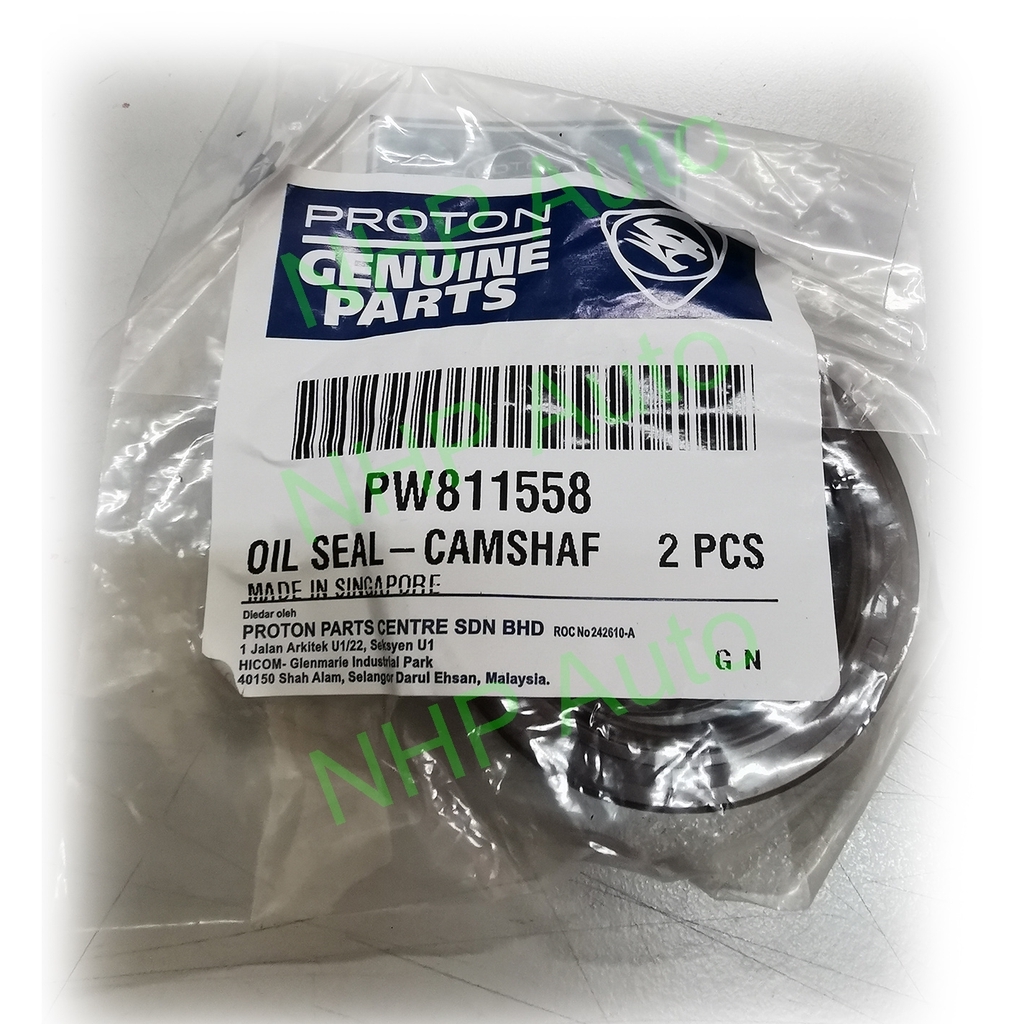 PROTON
GENUINE
PARTS
PW811558
OIL SEAL – CAMSHAF 2 PCS
MADE IN SINGAPORE
Diedar oleh
PROTON PARTS CENTRE SDN BHD ROC No 242610-A
1 Jalan Arkitek U1/22, Seksyen U1
HICOM- Glenmarie Industrial Park
40150 Shah Alam, Selangor Darul Ehsan, Malaysia.
G N
NHP Auto
NHP Auto
NHP Auto